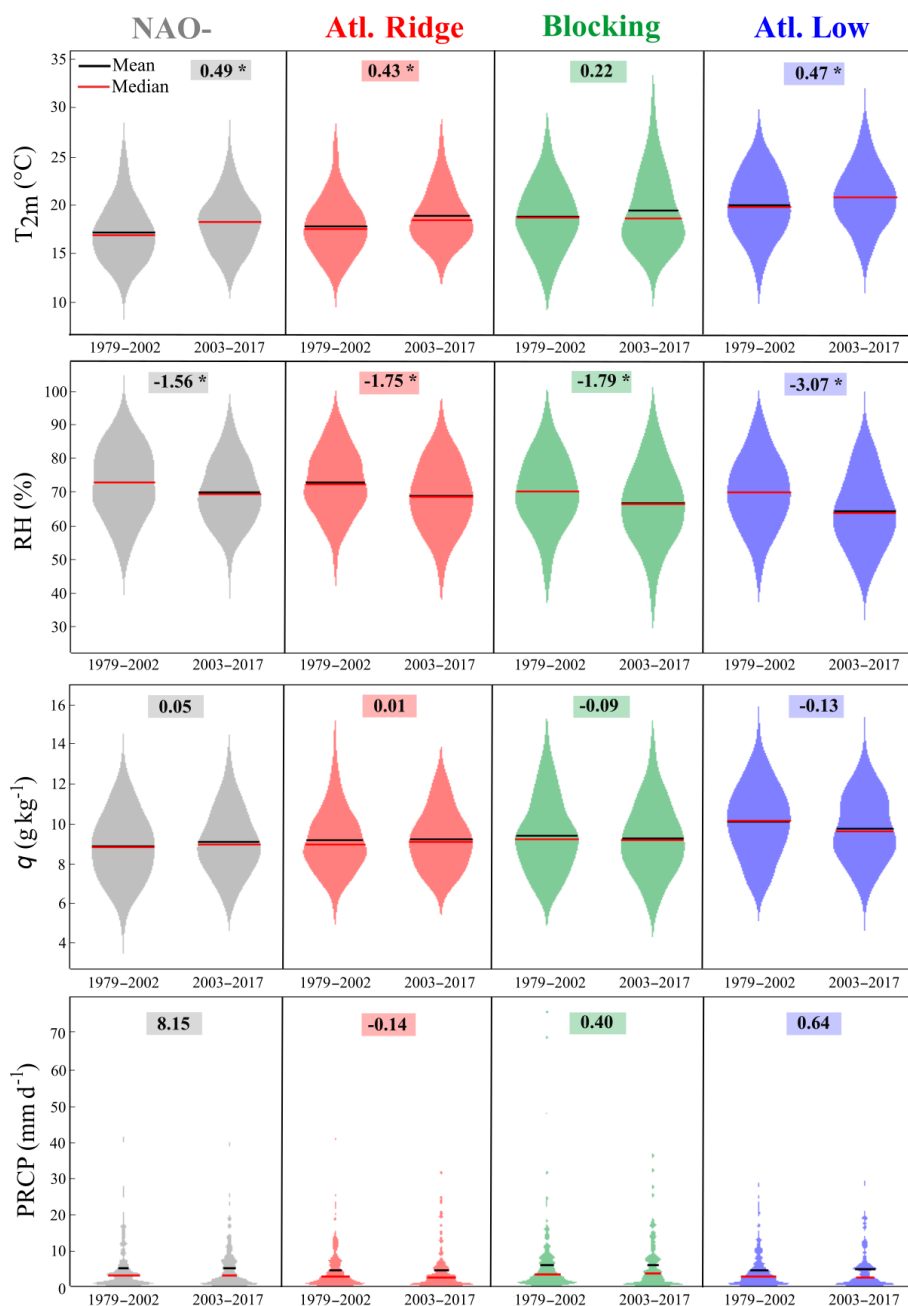 NAO- Atl. Ridge Blocking Atl. Low
35 30 25 20 15 10
T2m (°C)
Mean
Median
0.49 * 0.43 * 0.22 0.47 *
1979–2002 2003–2017 1979–2002 2003–2017 1979–2002 2003–2017 1979–2002 2003–2017
100 90 80 70 60 50 40 30
RH (%)
-1.56 * -1.75 * -1.79 * -3.07 *
1979–2002 2003–2017 1979–2002 2003–2017 1979–2002 2003–2017 1979–2002 2003–2017
16 14 12 10 8 6 4
q (g kg-1)
0.05 0.01 -0.09 -0.13
1979–2002 2003–2017 1979–2002 2003–2017 1979–2002 2003–2017 1979–2002 2003–2017
70 60 50 40 30 20 10 5 0
PRCP (mm d-1)
8.15 -0.14 0.40 0.64
1979–2002 2003–2017 1979–2002 2003–2017 1979–2002 2003–2017 1979–2002 2003–2017